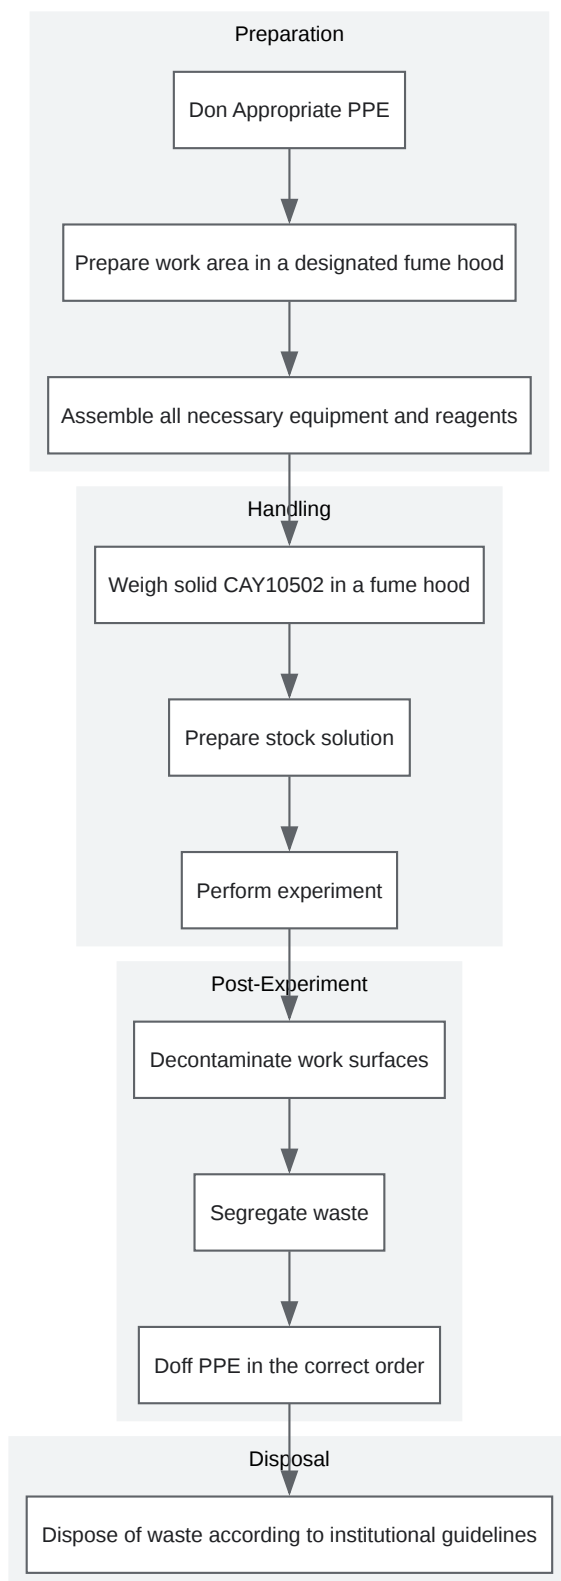 Preparation
Don Appropriate PPE
Prepare work area in a designated fume hood
Assemble all necessary equipment and reagents
Handling
Weigh solid CAY10502 in a fume hood
Prepare stock solution
Perform experiment
Post-Experiment
Decontaminate work surfaces
Segregate waste
Doff PPE in the correct order
Disposal
Dispose of waste according to institutional guidelines